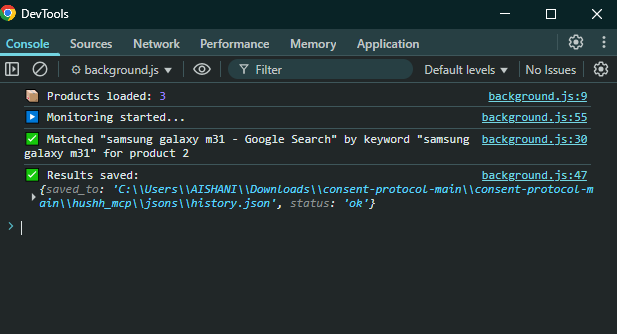 DevTools
Console Sources Network Performance Memory Application
background.js ▼ Filter Default levels ▼ No Issues
Products loaded: 3 background.js:9
Monitoring started... background.js:55
Matched "samsung galaxy m31 - Google Search" by keyword "samsung background.js:30
galaxy m31" for product 2
Results saved: background.js:47
{saved_to: 'C:\\Users\\AISHANI\\Downloads\\consent-protocol-main\\consent-protocol-m
ain\\hushh_mcp\\jsons\\history.json', status: 'ok'}